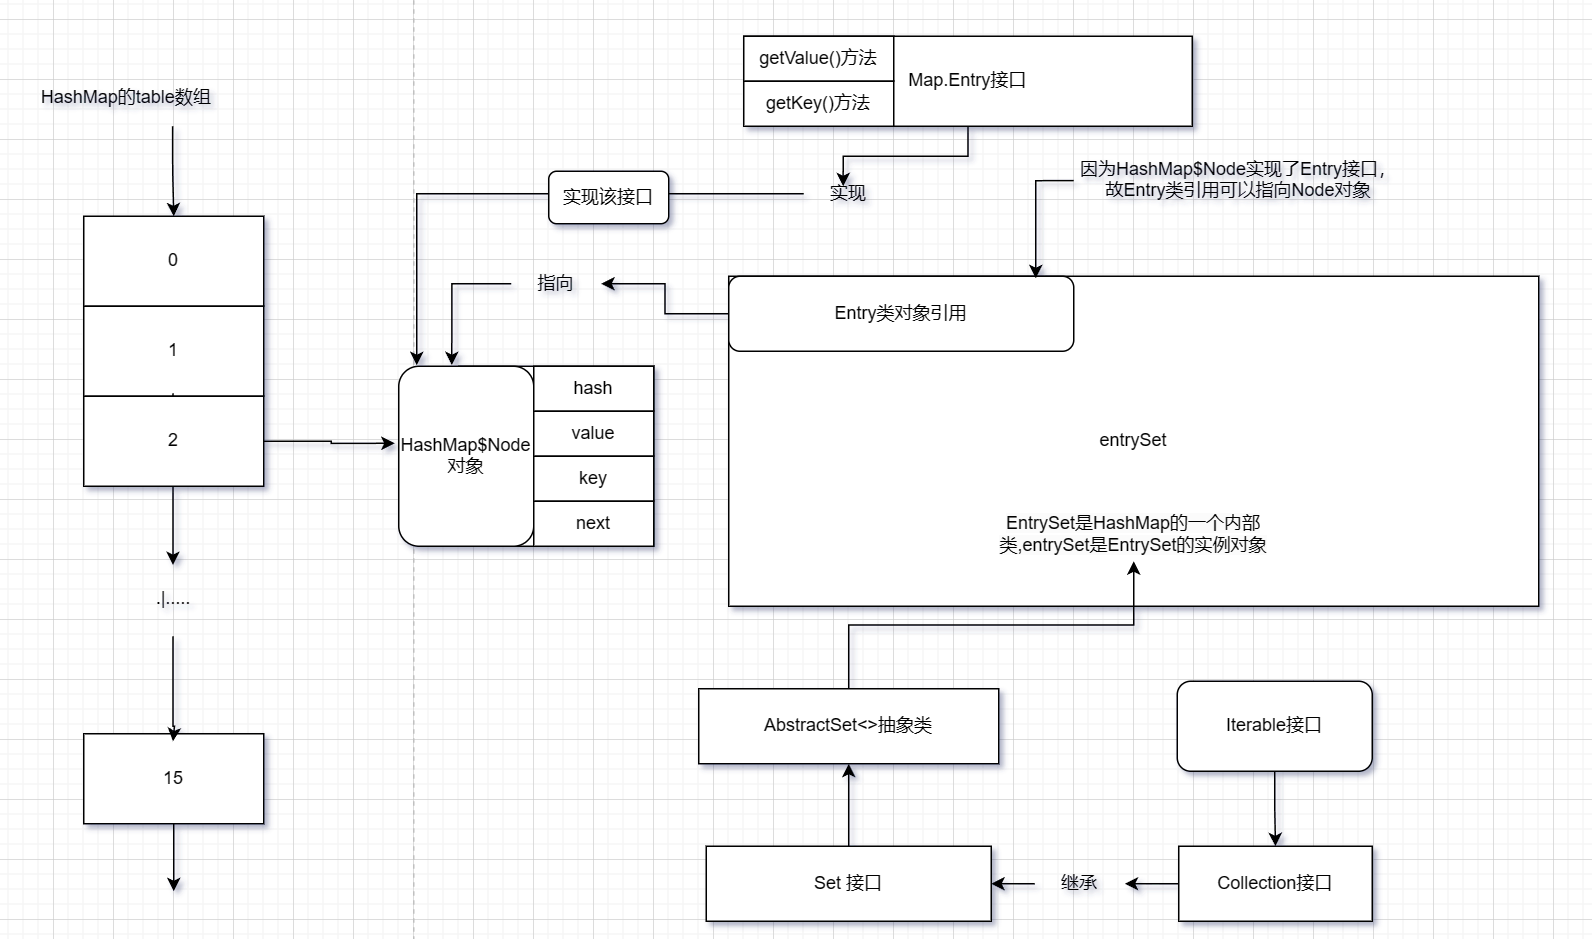 getValue()方法
getKey()方法
Map.Entry接口
HashMap的table数组
因为HashMap$Node实现了Entry接口,
故Entry类引用可以指向Node对象
实现该接口
实现
0
指向
Entry类对象引用
1
hash
value
key
next
HashMap$Node
对象
2
entrySet
EntrySet是HashMap的一个内部
类,entrySet是EntrySet的实例对象
.|.....
AbstractSet<>抽象类
Iterable接口
15
Set 接口
继承
Collection接口